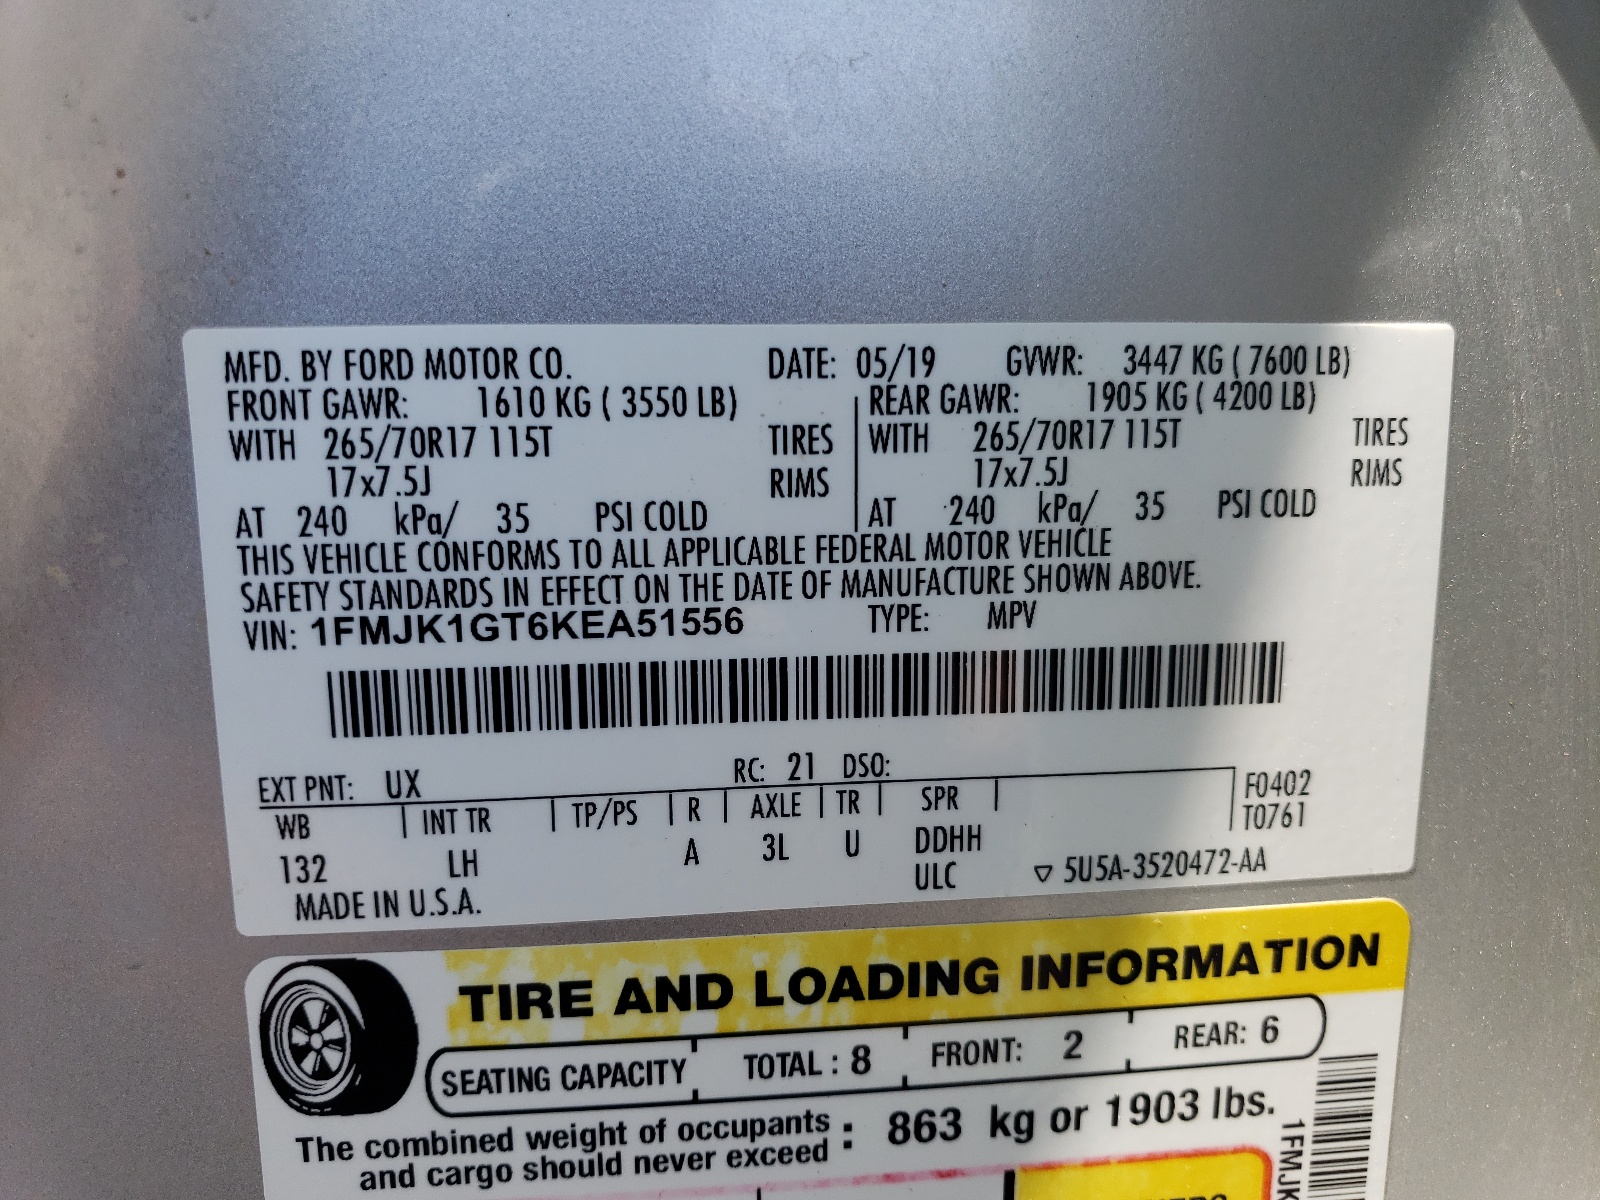 MFD. BY FORD MOTOR CO. DATE: 05/19 GVWR: 3447 KG ( 7600 LB)
FRONT GAWR: 1610 KG ( 3550 LB) REAR GAWR: 1905 KG ( 4200 LB)
WITH 265/70R17 115T TIRES WITH 265/70R17 115T TIRES
17x7.5J RIMS 17x7.5J RIMS
AT 240 kPa/ 35 PSI COLD AT 240 kPa/ 35 PSI COLD
THIS VEHICLE CONFORMS TO ALL APPLICABLE FEDERAL MOTOR VEHICLE
SAFETY STANDARDS IN EFFECT ON THE DATE OF MANUFACTURE SHOWN ABOVE.
VIN: 1FMJK1GT6KEA51556 TYPE: MPV
EXT PNT: UX RC: 21 DSO:
WB INT TR TP/PS R AXLE TR SPR F0402
T0761
132 LH A 3L U DDHH
ULC ▽ 5U5A-3520472-AA
MADE IN U.S.A.
TIRE AND LOADING INFORMATION
SEATING CAPACITY TOTAL : 8 FRONT: 2 REAR: 6
The combined weight of occupants
and cargo should never exceed : 863 kg or 1903 lbs.
1FMJK